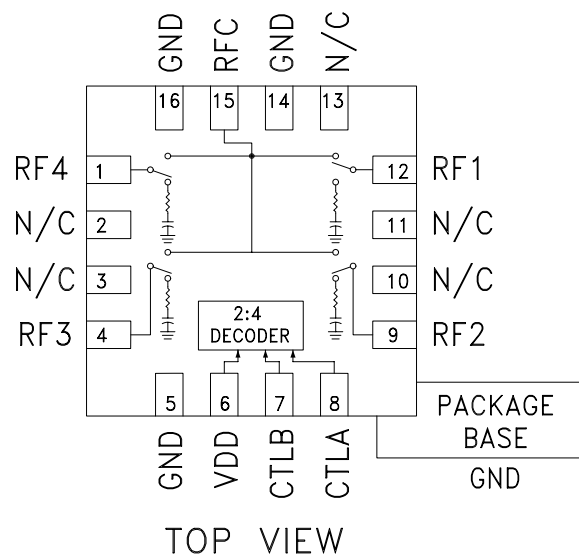 GND RFC GND N/C
16 15 14 13
RF4 1 12 RF1
N/C 2 11 N/C
N/C 3 10 N/C
RF3 4 9 RF2
2:4
DECODER
5 6 7 8
GND VDD CTLB CTLA
PACKAGE
BASE
GND
TOP VIEW